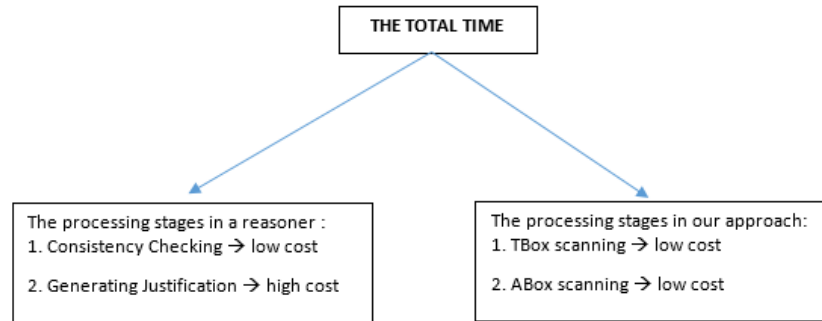 THE TOTAL TIME
The processing stages in a reasoner :
1. Consistency Checking → low cost
2. Generating Justification → high cost
The processing stages in our approach:
1. TBox scanning → low cost
2. ABox scanning → low cost